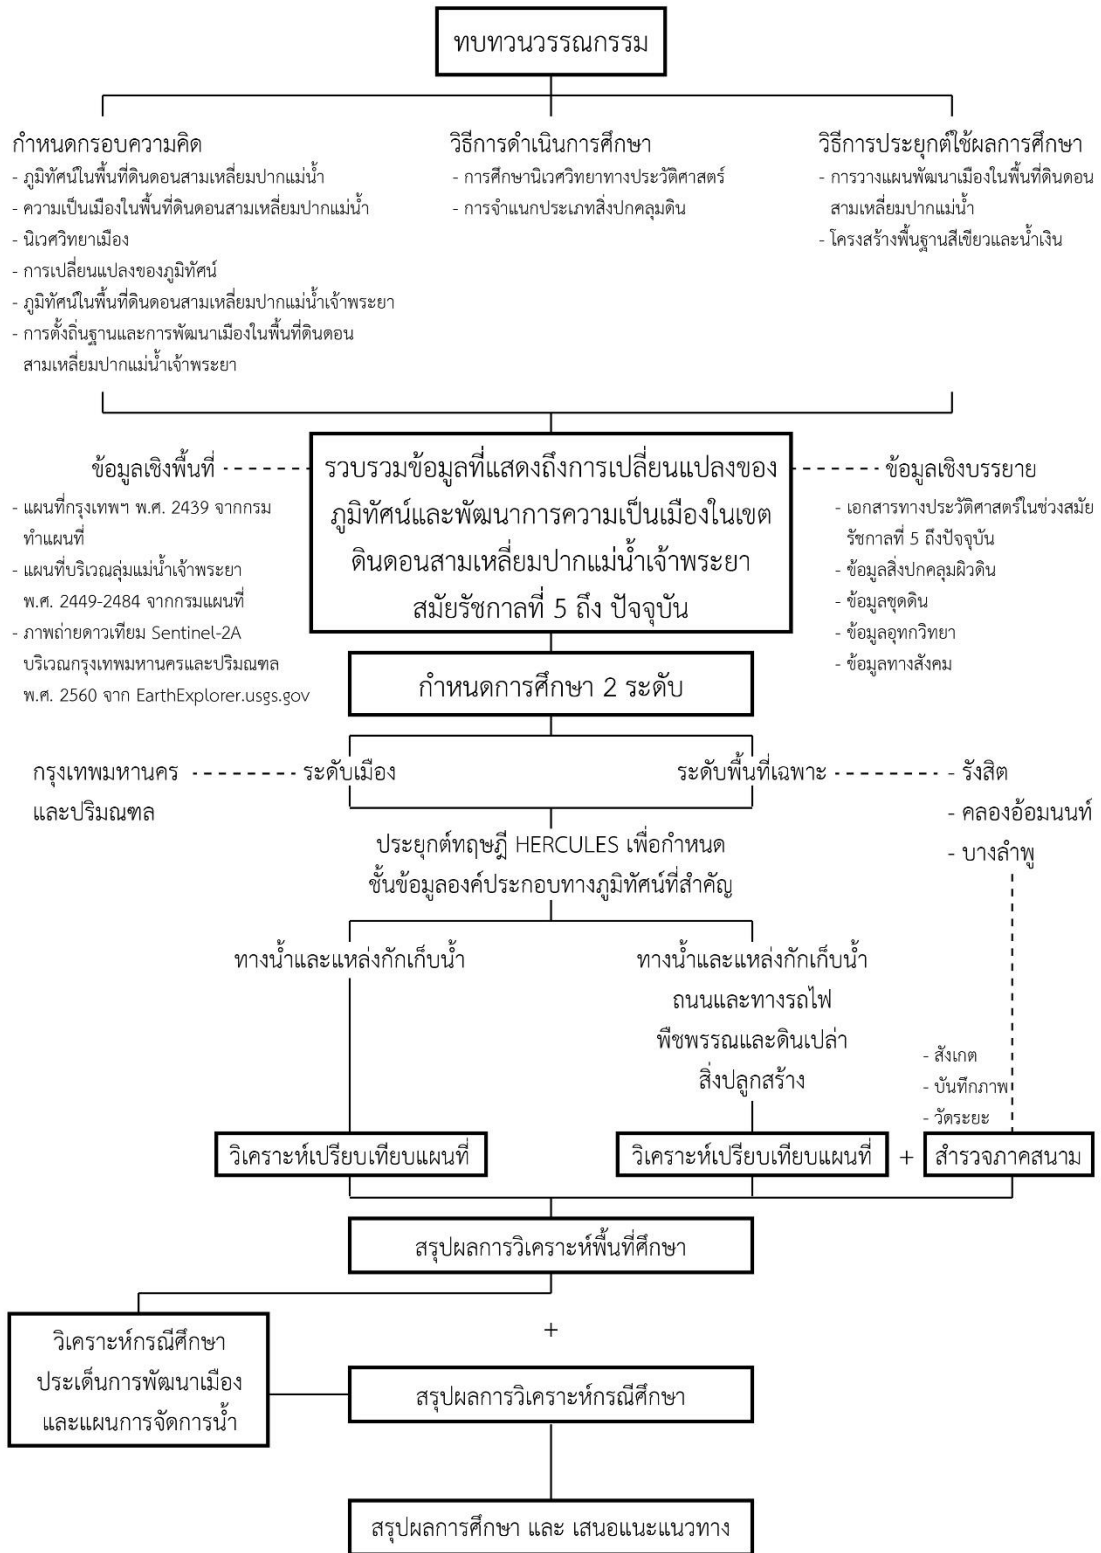 ทบทวนวรรณกรรม
กำหนดกรอบความคิด
- ภูมิทัศน์ในพื้นที่ดินดอนสามเหลี่ยมปากแม่น้ำ
- ความเป็นเมืองในพื้นที่ดินดอนสามเหลี่ยมปากแม่น้ำ
- นิเวศวิทยาเมือง
- การเปลี่ยนแปลงของภูมิทัศน์
- ภูมิทัศน์ในพื้นที่ดินดอนสามเหลี่ยมปากแม่น้ำเจ้าพระยา
- การตั้งถิ่นฐานและการพัฒนาเมืองในพื้นที่ดินดอน
สามเหลี่ยมปากแม่น้ำเจ้าพระยา
วิธีการดำเนินการศึกษา
- การศึกษานิเวศวิทยาทางประวัติศาสตร์
- การจำแนกประเภทสิ่งปกคลุมดิน
วิธีการประยุกต์ใช้ผลการศึกษา
- การวางแผนพัฒนาเมืองในพื้นที่ดินดอน
สามเหลี่ยมปากแม่น้ำ
- โครงสร้างพื้นฐานสีเขียวและน้ำเงิน
ข้อมูลเชิงพื้นที่
- แผนที่กรุงเทพฯ พ.ศ. 2439 จากกรม
ทำแผนที่
- แผนที่บริเวณลุ่มแม่น้ำเจ้าพระยา
พ.ศ. 2449-2484 จากกรมแผนที่
- ภาพถ่ายดาวเทียม Sentinel-2A
บริเวณกรุงเทพมหานครและปริมณฑล
พ.ศ. 2560 จาก EarthExplorer.usgs.gov
รวบรวมข้อมูลที่แสดงถึงการเปลี่ยนแปลงของ
ภูมิทัศน์และพัฒนาการความเป็นเมืองในเขต
ดินดอนสามเหลี่ยมปากแม่น้ำเจ้าพระยา
สมัยรัชกาลที่ 5 ถึง ปัจจุบัน
ข้อมูลเชิงบรรยาย
- เอกสารทางประวัติศาสตร์ในช่วงสมัย
รัชกาลที่ 5 ถึงปัจจุบัน
- ข้อมูลสิ่งปกคลุมผิวดิน
- ข้อมูลชุดดิน
- ข้อมูลอุทกวิทยา
- ข้อมูลทางสังคม
กำหนดการศึกษา 2 ระดับ
กรุงเทพมหานคร
และปริมณฑล
ระดับเมือง
ระดับพื้นที่เฉพาะ
- รังสิต
- คลองอ้อมนนท์
- บางลำพู
ประยุกต์ทฤษฎี HERCULES เพื่อกำหนด
ชั้นข้อมูลองค์ประกอบทางภูมิทัศน์ที่สำคัญ
ทางน้ำและแหล่งกักเก็บน้ำ
ทางน้ำและแหล่งกักเก็บน้ำ
ถนนและทางรถไฟ
พืชพรรณและดินเปล่า
สิ่งปลูกสร้าง
- สังเกต
- บันทึกภาพ
- วัดระยะ
วิเคราะห์เปรียบเทียบแผนที่
วิเคราะห์เปรียบเทียบแผนที่ + สำรวจภาคสนาม
สรุปผลการวิเคราะห์พื้นที่ศึกษา
วิเคราะห์กรณีศึกษา
ประเด็นการพัฒนาเมือง
และแผนการจัดการน้ำ
+
สรุปผลการวิเคราะห์กรณีศึกษา
สรุปผลการศึกษา และ เสนอแนะแนวทาง